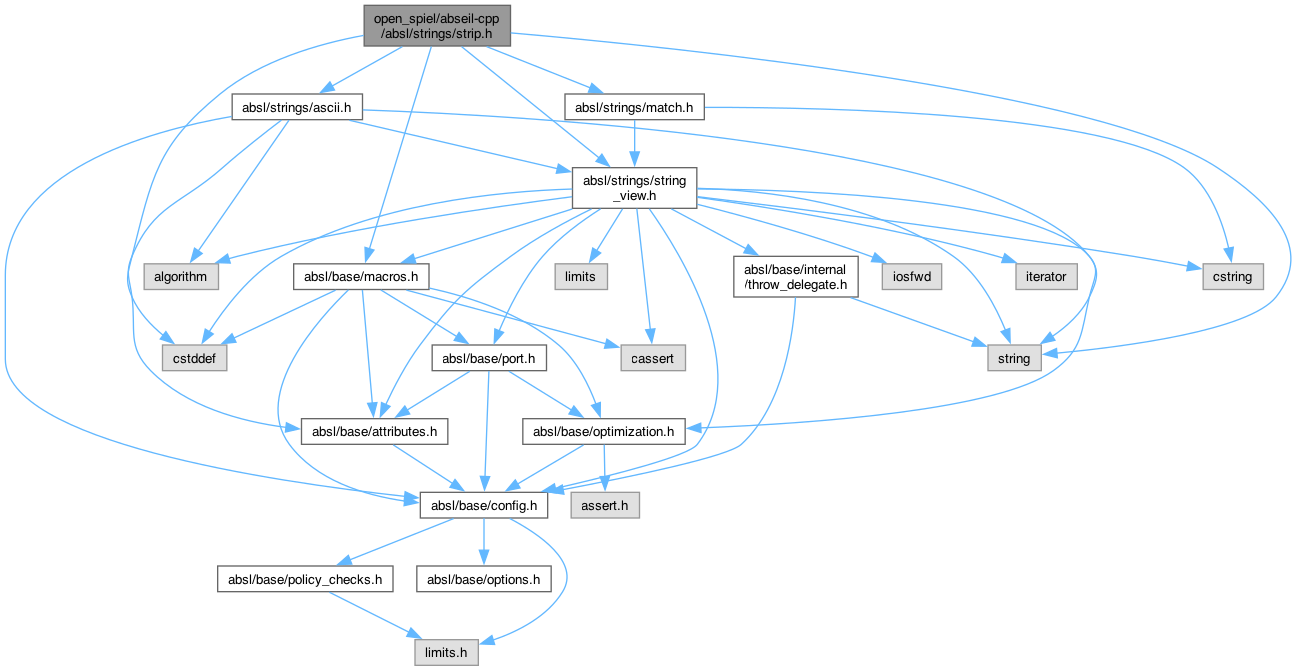 open_spiel/abseil-cpp
/absl/strings/strip.h
absl/strings/ascii.h
absl/strings/match.h
absl/strings/string
_view.h
algorithm
absl/base/macros.h
limits
absl/base/internal
/throw_delegate.h
iosfwd
iterator
cstring
cstddef
absl/base/port.h
cassert
string
absl/base/attributes.h
absl/base/optimization.h
absl/base/config.h
assert.h
absl/base/policy_checks.h
absl/base/options.h
limits.h